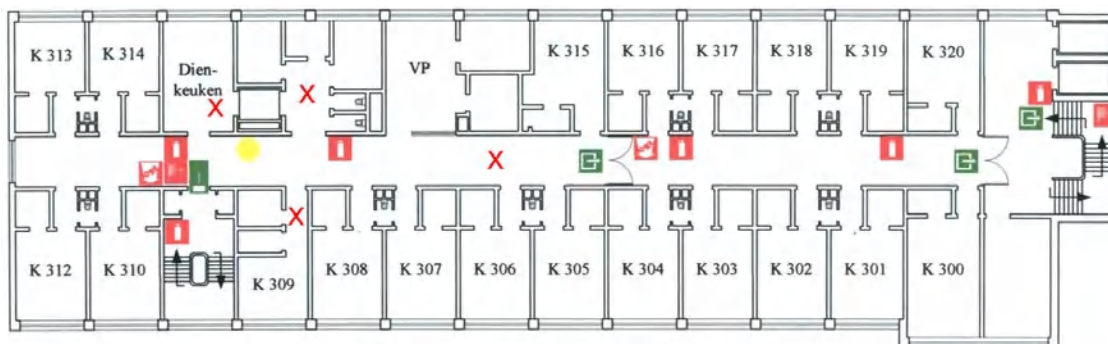 K 313
K 314
Dien-
keuken
VP
K 315
K 316
K 317
K 318
K 319
K 320
X
X
X
X
K 312
K 310
K 309
K 308
K 307
K 306
K 305
K 304
K 303
K 302
K 301
K 300